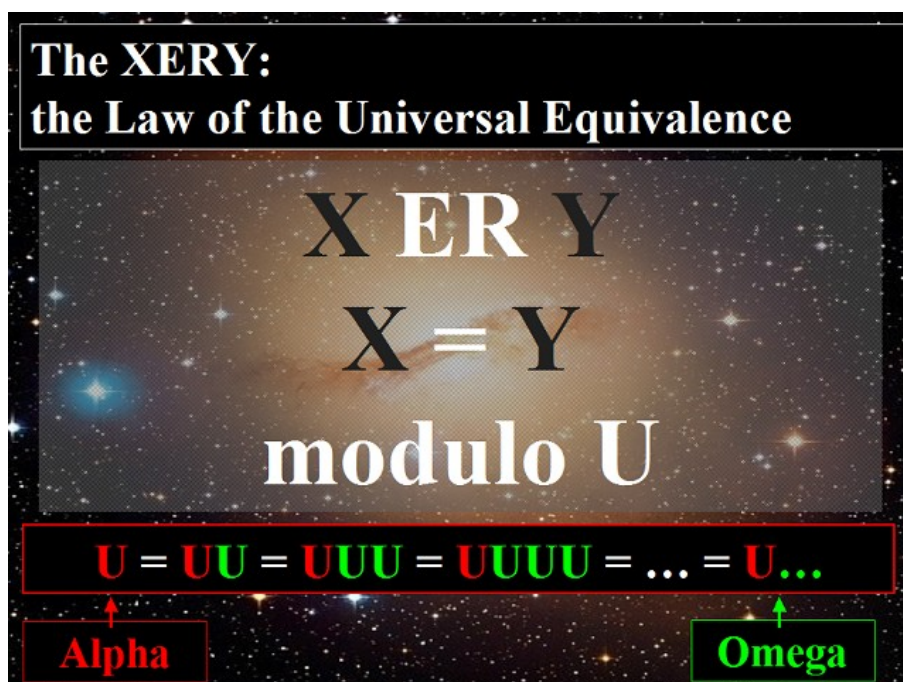 The XERY:
the Law of the Universal Equivalence
X ER Y
X = Y
modulo U
U = UU = UUU = UUUU = ... = U...
Alpha
Omega